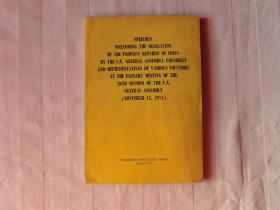 SPEECHES
WELCOMING THE DELEGATION
OF THE PEOPLE'S REPUBLIC OF CHINA
BY THE U.N. GENERAL ASSEMBLY PRESIDENT
AND REPRESENTATIVES OF VARIOUS COUNTRIES
AT THE PLENARY MEETING OF THE
26TH SESSION OF THE U.N.
GENERAL ASSEMBLY
(NOVEMBER 15, 1971)
FOREIGN LANGUAGES PRESS
PEKING